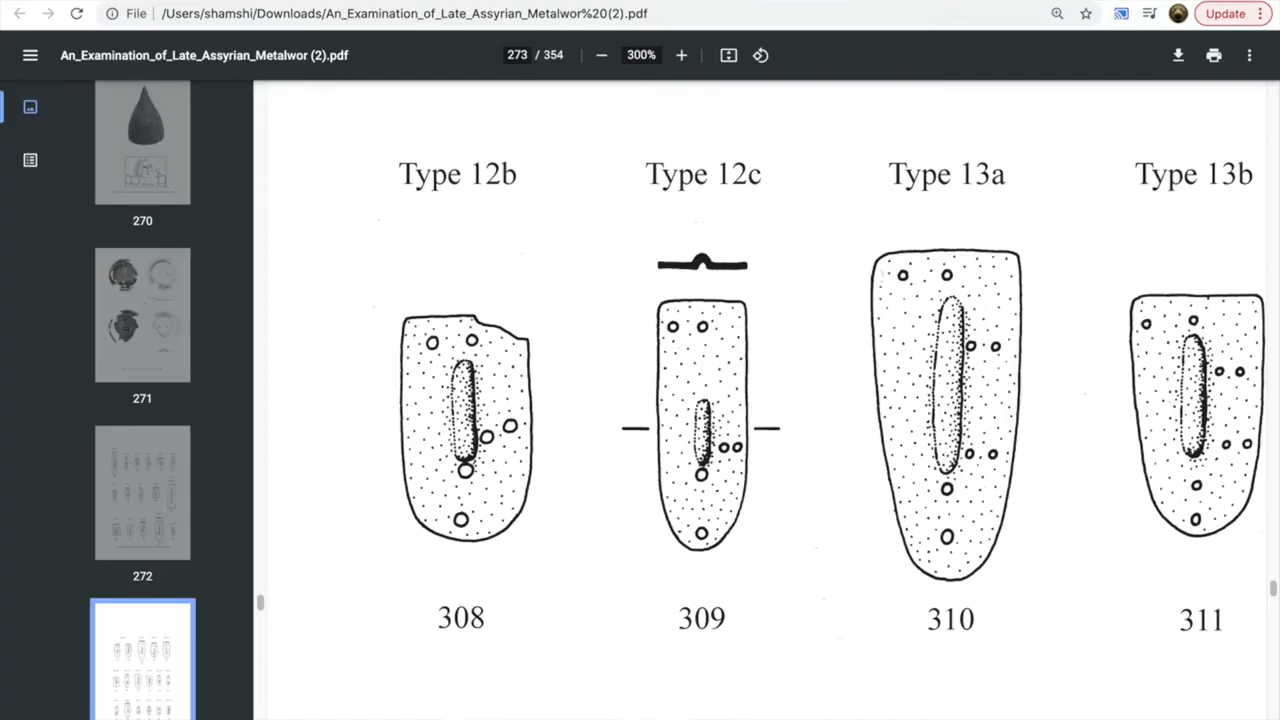 File /Users/shamshi/Downloads/An_Examination_of_Late_Assyrian_Metalwor%20(2).pdf
Update
An_Examination_of_Late_Assyrian_Metalwor (2).pdf
273 / 354
300%
270
271
272
Type 12b
Type 12c
Type 13a
Type 13b
308
309
310
311